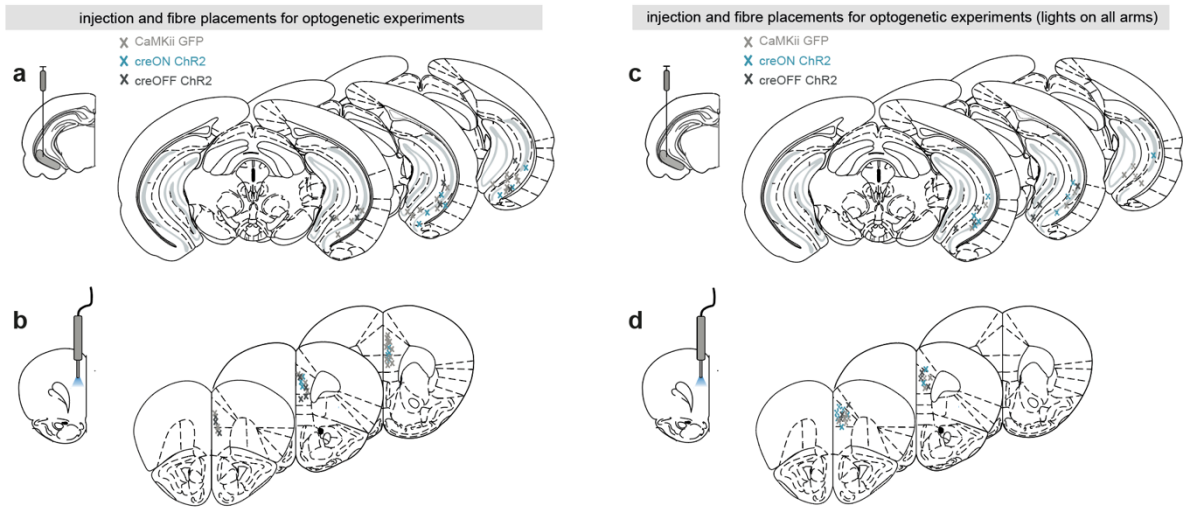 injection and fibre placements for optogenetic experiments
CaMKii GFP
creON ChR2
creOFF ChR2
a
b
injection and fibre placements for optogenetic experiments (lights on all arms)
CaMKii GFP
creON ChR2
creOFF ChR2
c
d